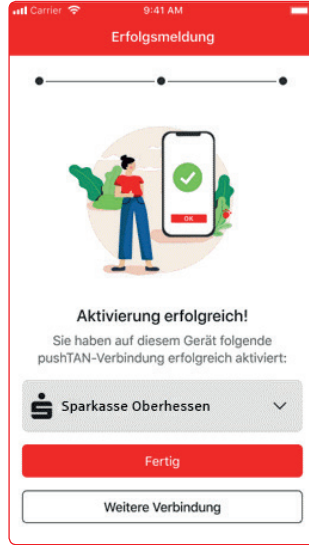 Carrier 9:41 AM
Erfolgsmeldung
OK
Aktivierung erfolgreich!
Sie haben auf diesem Gerät folgende
pushTAN-Verbindung erfolgreich aktiviert:
Sparkasse Oberhessen
Fertig
Weitere Verbindung